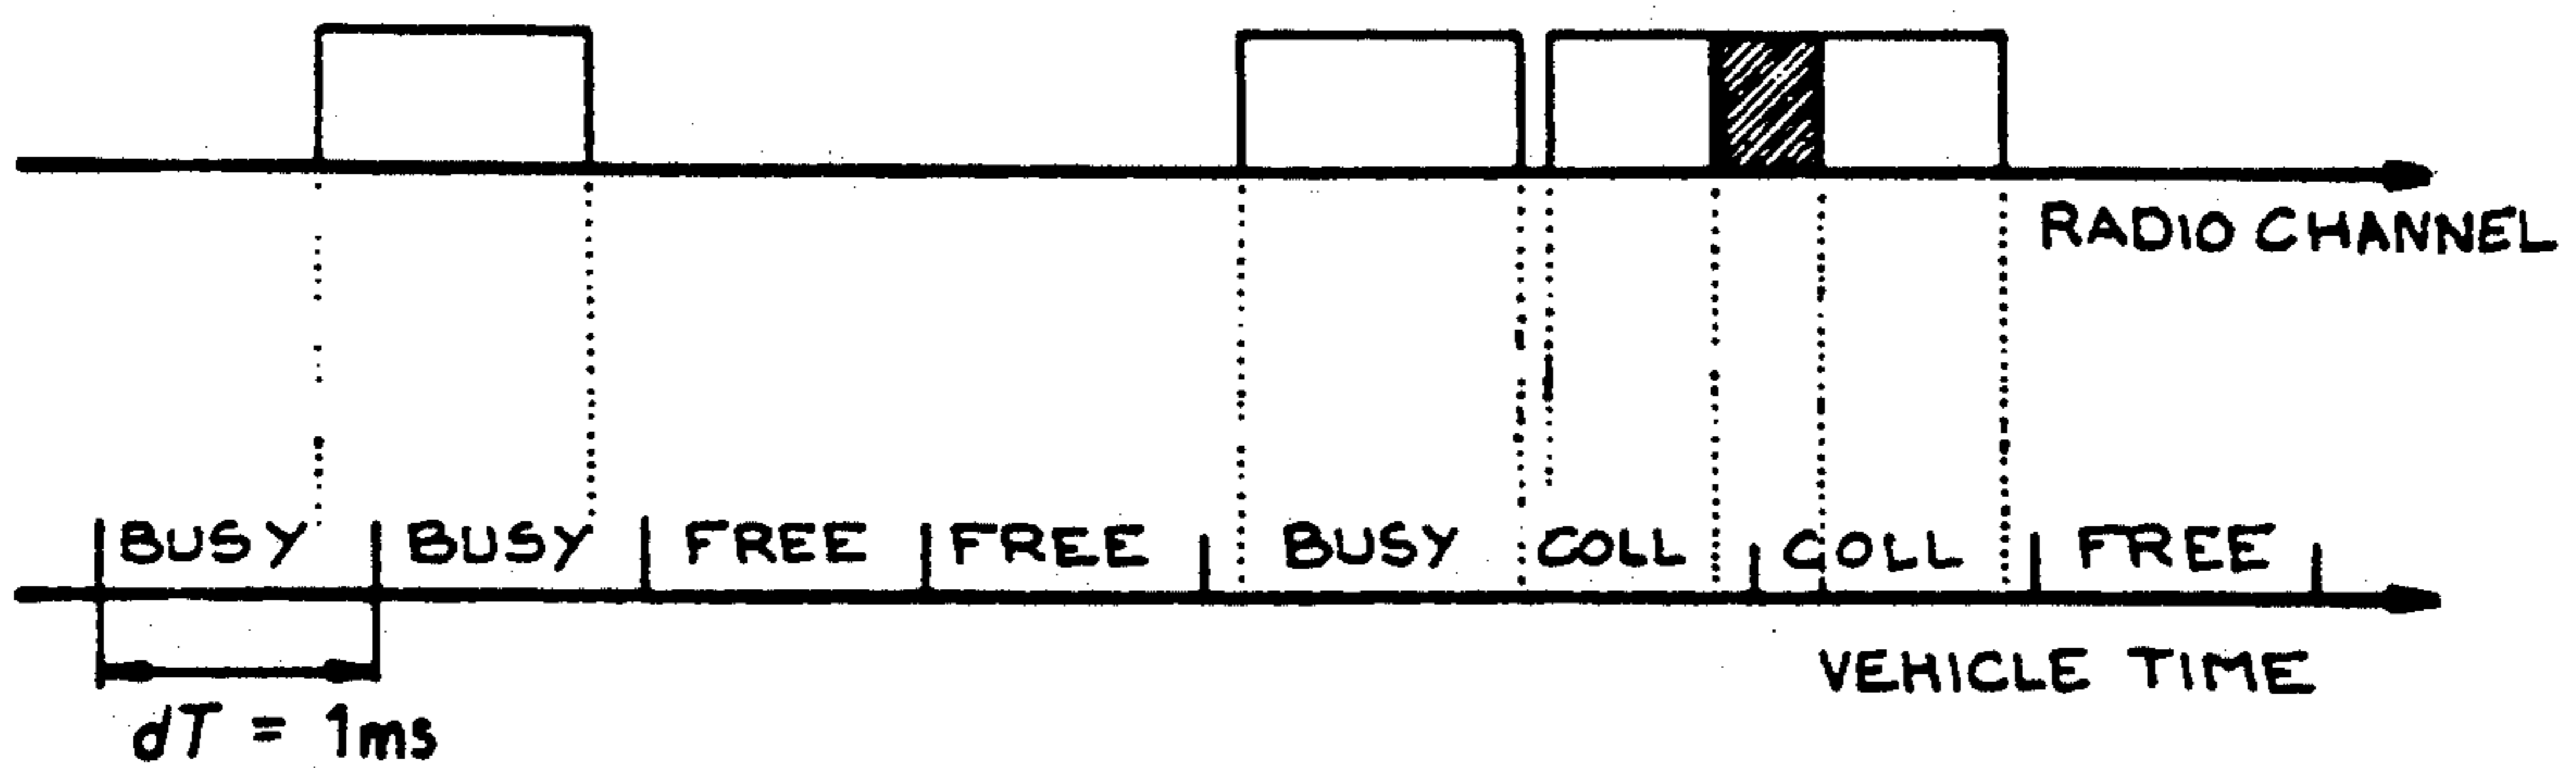 RADIO CHANNEL
BUSY BUSY FREE FREE BUSY COLL COLL FREE
VEHICLE TIME
dT = 1ms